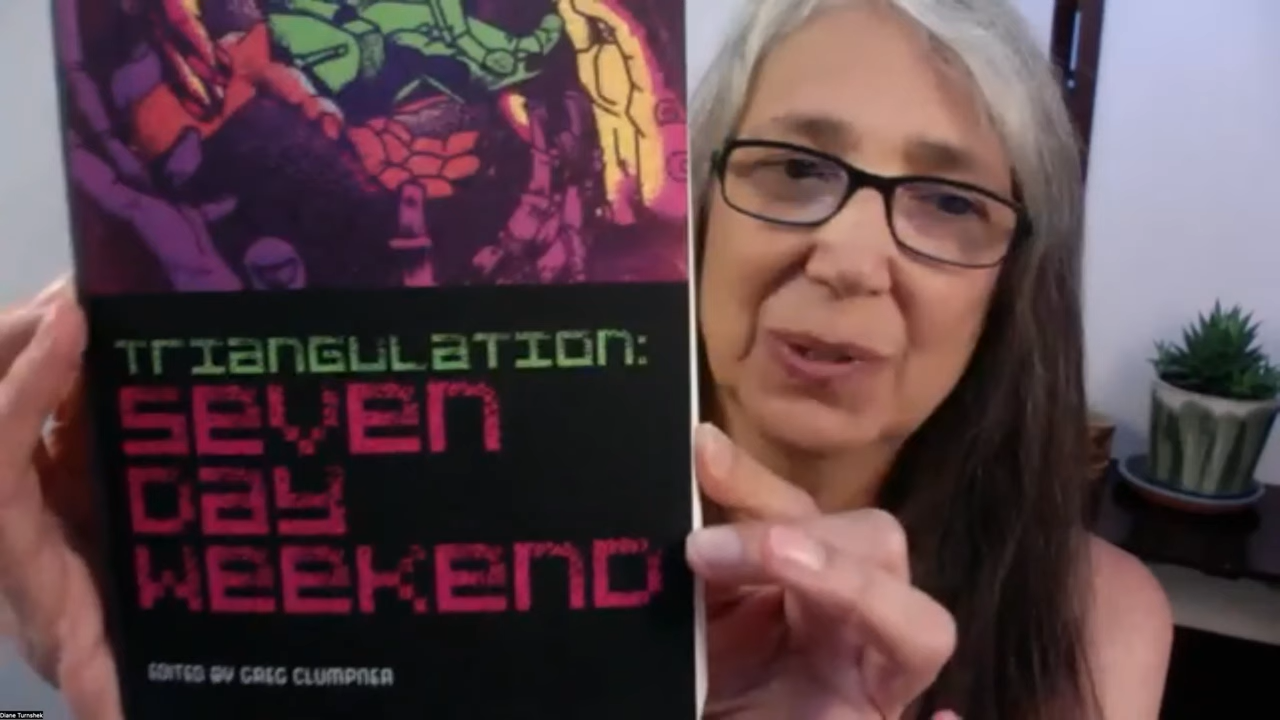 Triangulation:
Seven
Day
Weekend
EDITED BY GREG CLUMPNER
Diane Turnshek